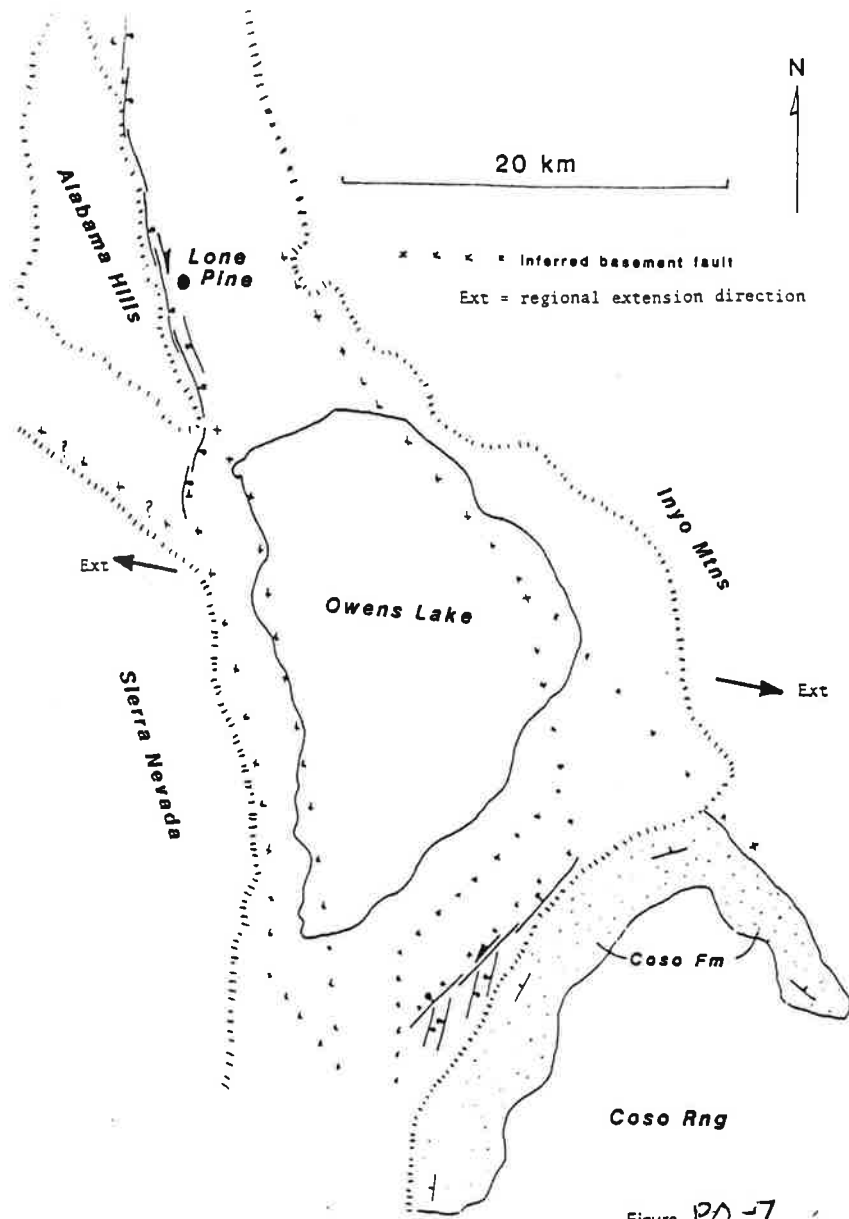 N
20 km
Inferred basement fault
Ext = regional extension direction
Alabama Hills
Lone
Pine
?
?
Ext
Inyo Mtns
Owens Lake
Ext
Sierra Nevada
Coso Fm
Coso Rng
Figure